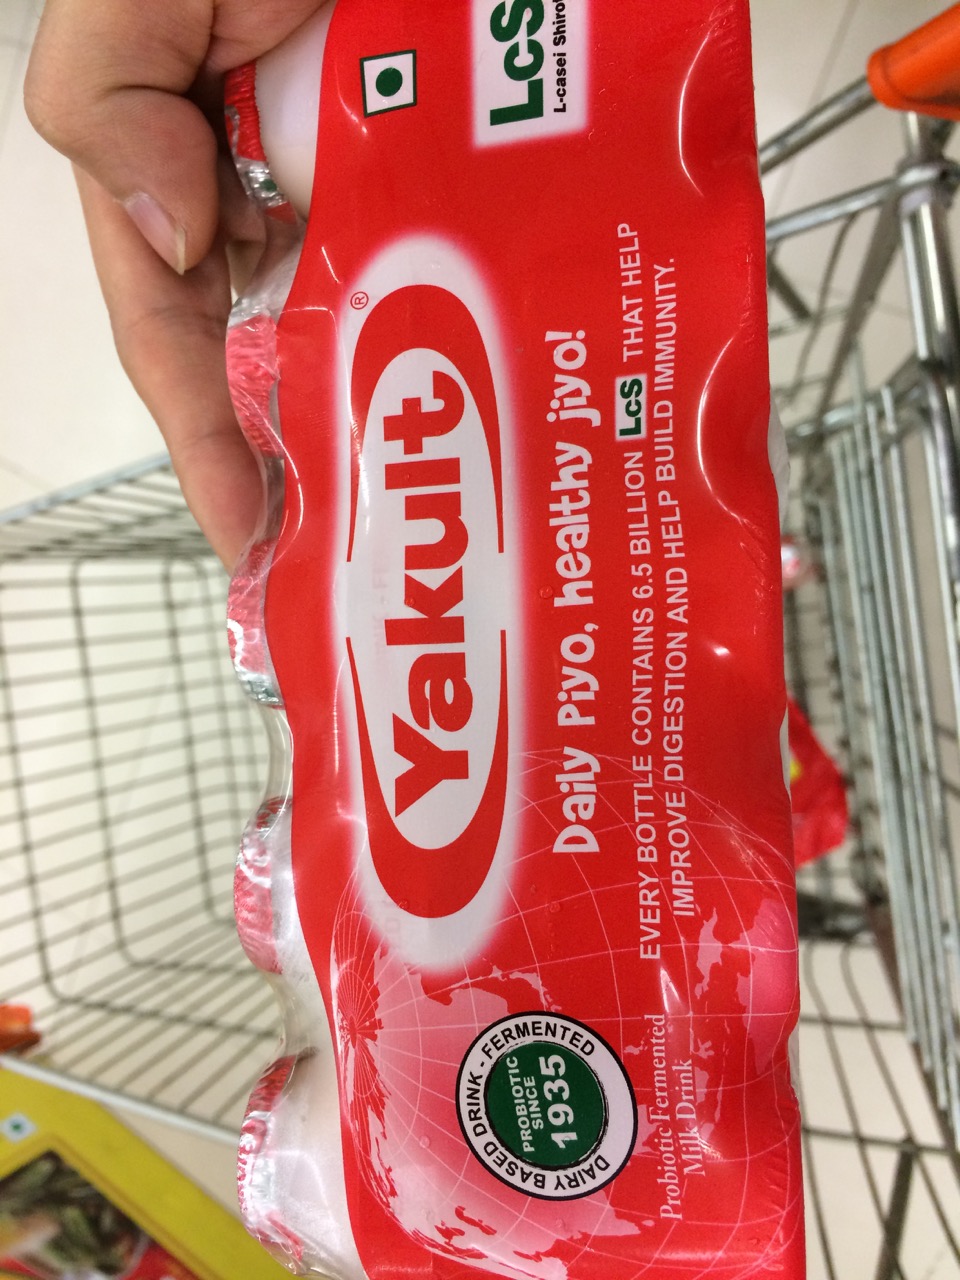 LcS
L-casei
Yakult®
Daily Piyo, healthy jiyo!
EVERY BOTTLE CONTAINS 6.5 BILLION LcS THAT HELP
IMPROVE DIGESTION AND HELP BUILD IMMUNITY.
DAIRY BASED DRINK - FERMENTED
PROBIOTIC
SINCE
1935
Probiotic Fermented
Milk Drink